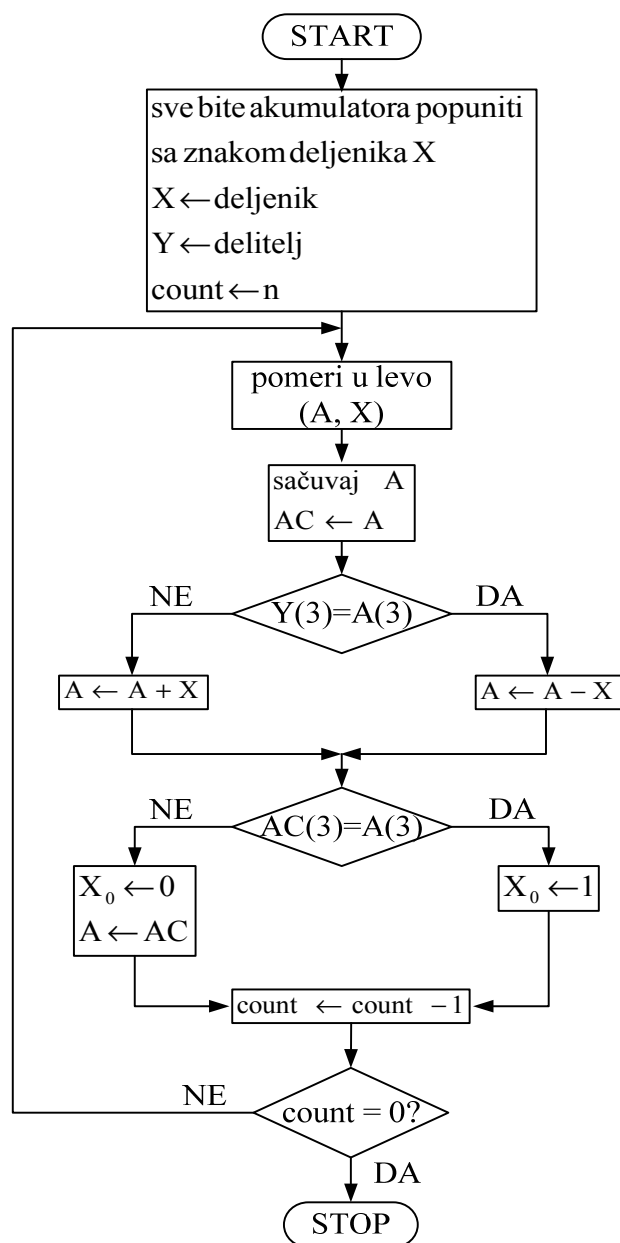 START
sve bite akumulatora popuniti
sa znakom deljenika X
X ← deljenik
Y ← delitelj
count ← n
pomeri u levo
(A, X)
sačuvaj A
AC ← A
NE
Y(3)=A(3)
DA
A ← A + X
A ← A − X
NE
AC(3)=A(3)
DA
X₀ ← 0
A ← AC
X₀ ← 1
count ← count − 1
NE
count = 0?
DA
STOP